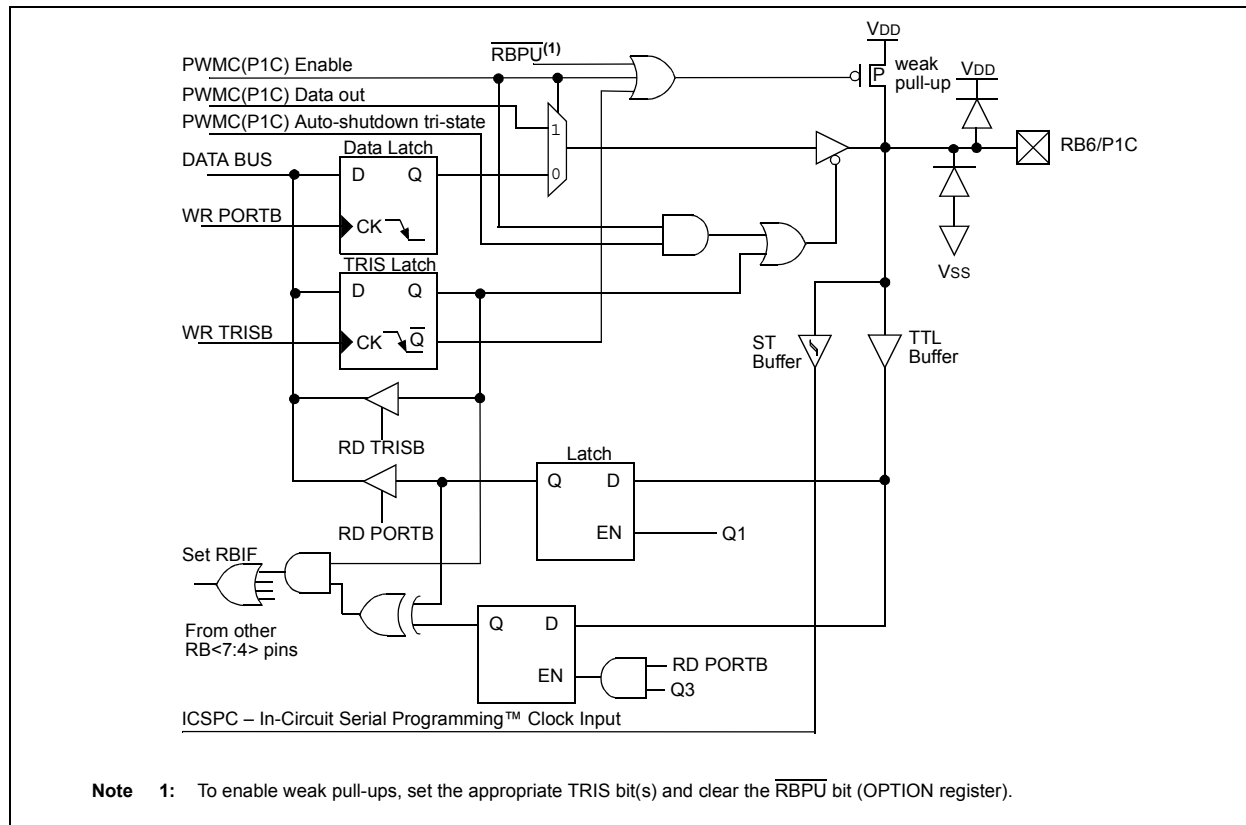 VDD
RBPU(1)
PWMC(P1C) Enable
weak
pull-up
P
VDD
PWMC(P1C) Data out
PWMC(P1C) Auto-shutdown tri-state
1
0
RB6/P1C
DATA BUS
Data Latch
D Q
WR PORTB
CK
VSS
TRIS Latch
D Q
WR TRISB
CK Q
ST
Buffer
TTL
Buffer
RD TRISB
Latch
Q D
EN
Q1
RD PORTB
Set RBIF
From other
RB<7:4> pins
Q D
EN
RD PORTB
Q3
ICSPC – In-Circuit Serial Programming™ Clock Input
Note 1: To enable weak pull-ups, set the appropriate TRIS bit(s) and clear the RBPU bit (OPTION register).